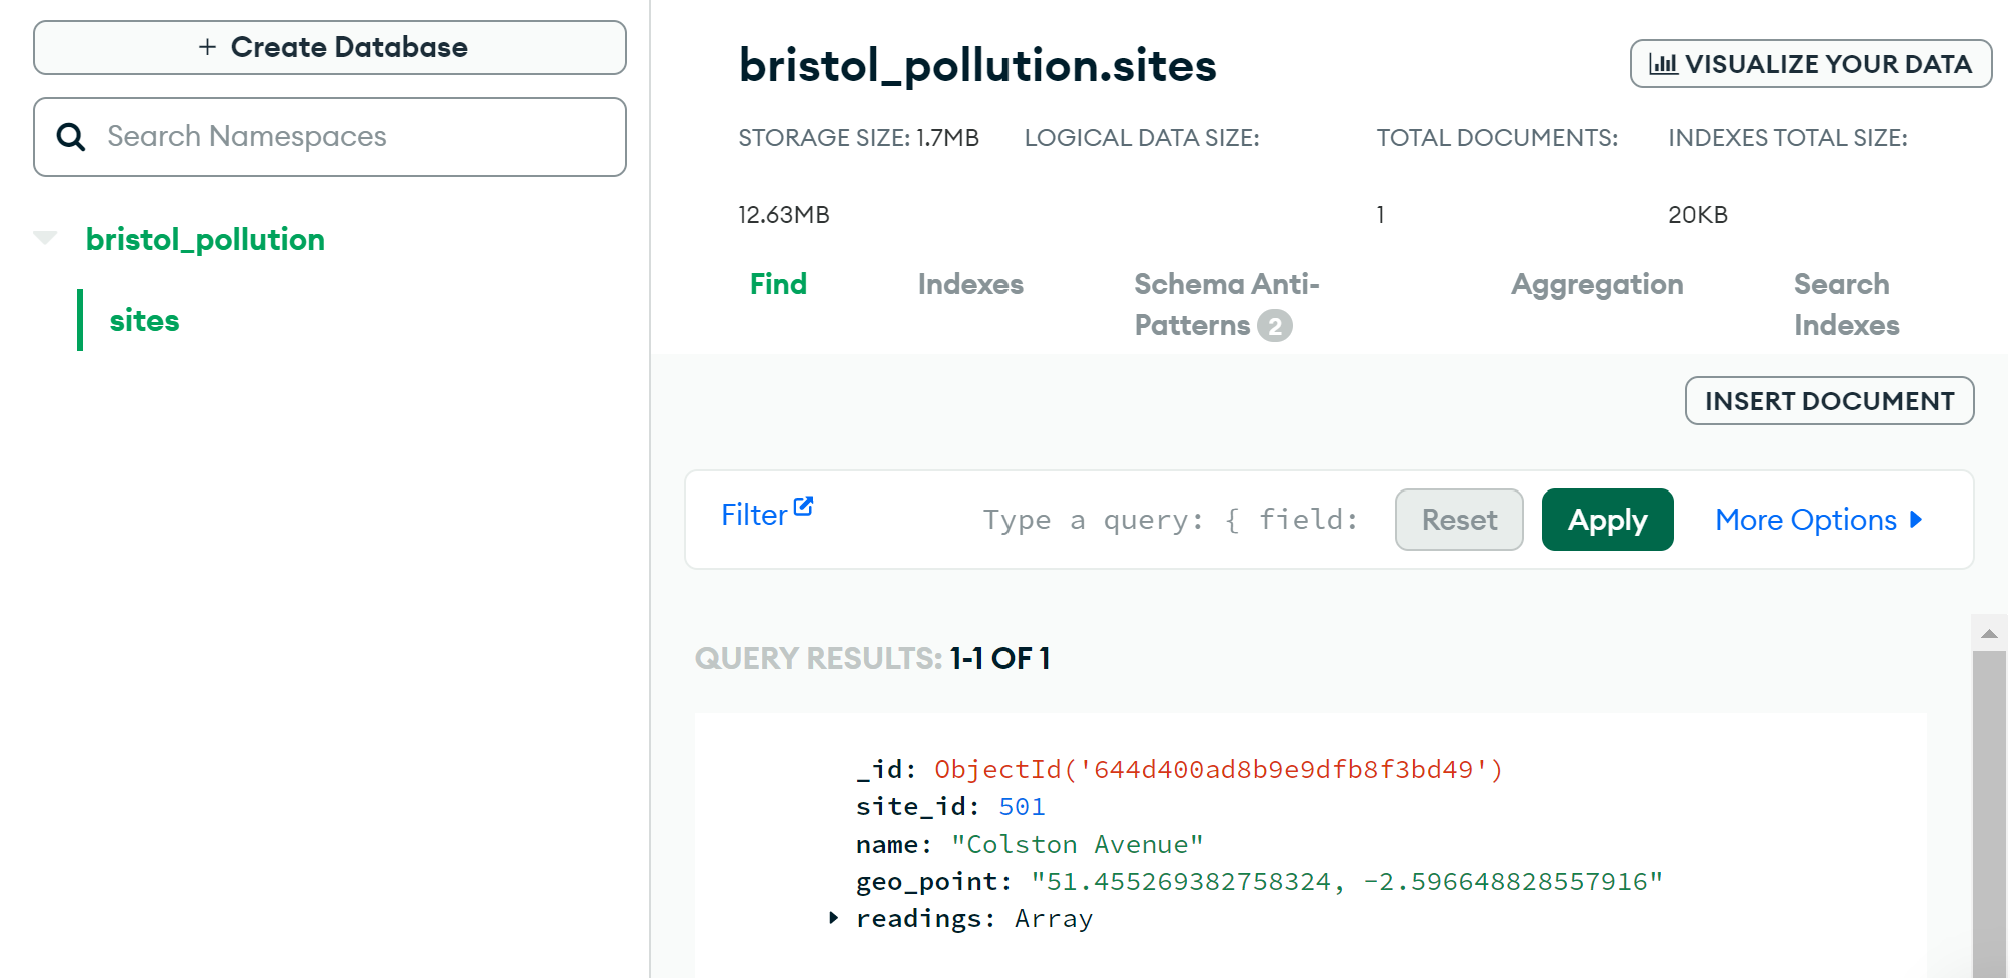 + Create Database
Search Namespaces
bristol_pollution
sites
bristol_pollution.sites
VISUALIZE YOUR DATA
STORAGE SIZE: 1.7MB LOGICAL DATA SIZE: TOTAL DOCUMENTS: INDEXES TOTAL SIZE:
12.63MB 1 20KB
Find Indexes Schema Anti- Aggregation Search
Patterns 2 Indexes
INSERT DOCUMENT
Filter Type a query: { field: Reset Apply More Options
QUERY RESULTS: 1-1 OF 1
_id: ObjectId('644d400ad8b9e9dfb8f3bd49')
site_id: 501
name: "Colston Avenue"
geo_point: "51.455269382758324, -2.596648828557916"
readings: Array